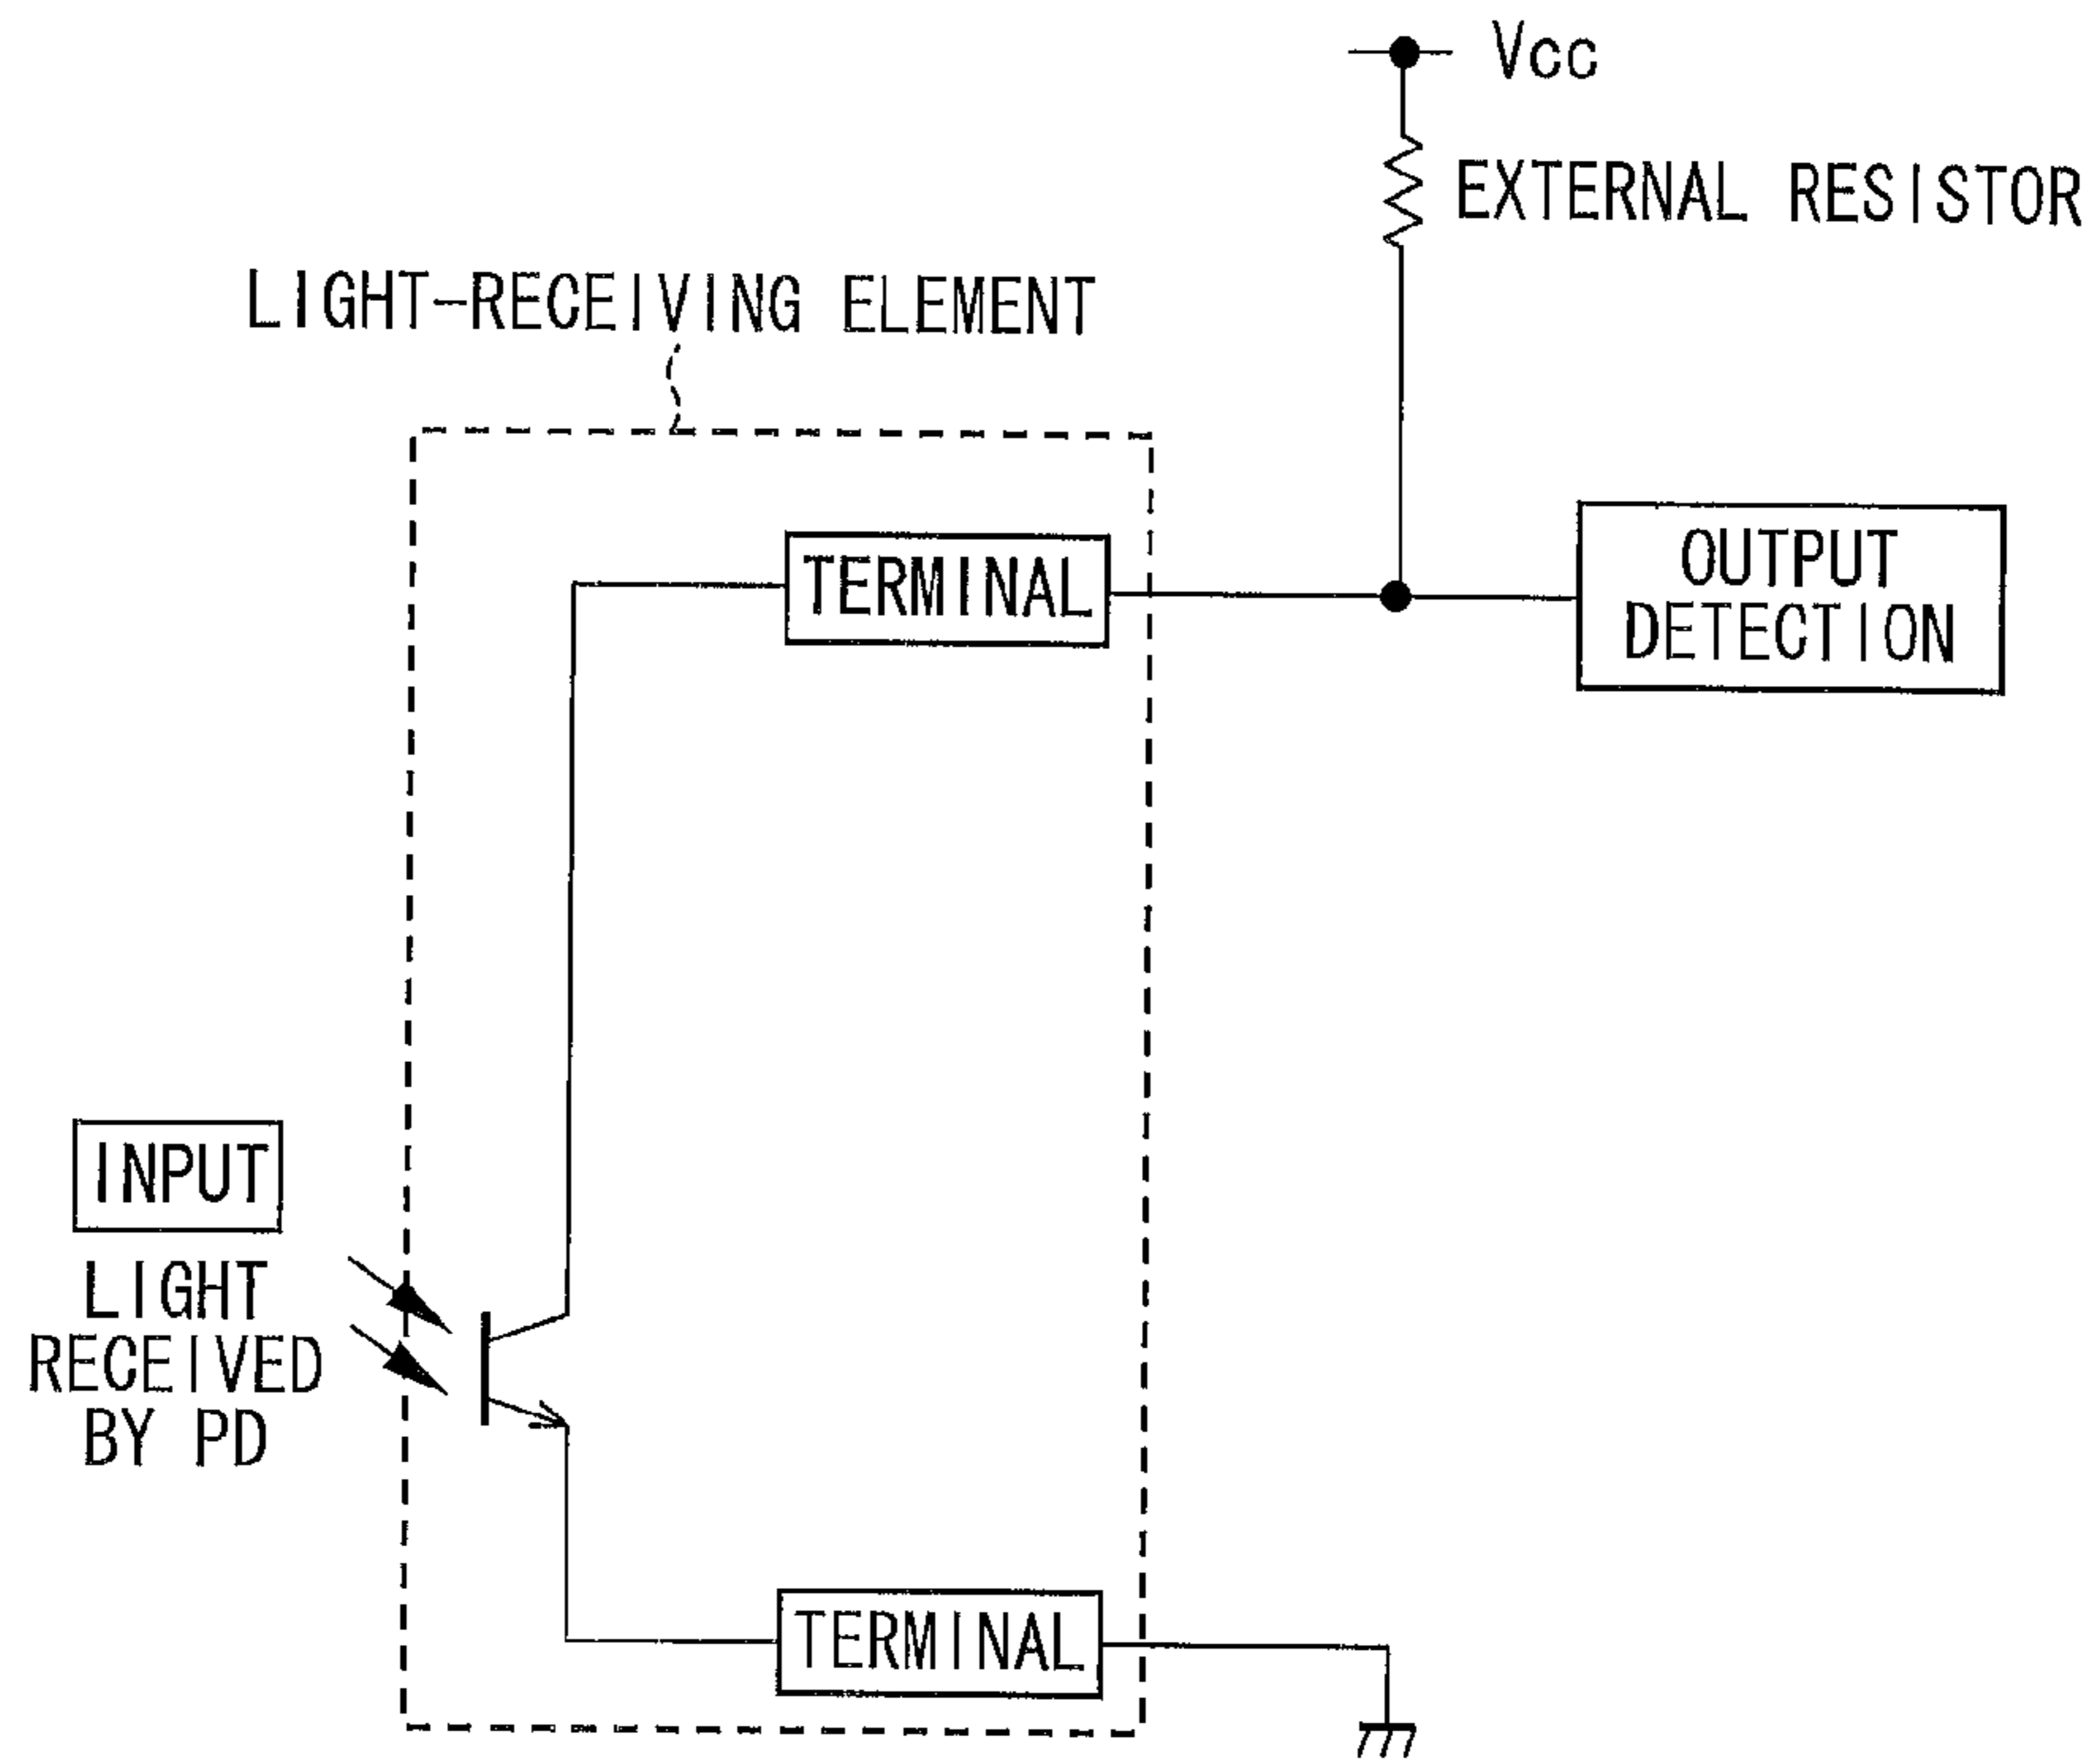 Vcc
EXTERNAL RESISTOR
LIGHT-RECEIVING ELEMENT
TERMINAL
OUTPUT
DETECTION
INPUT
LIGHT
RECEIVED
BY PD
TERMINAL